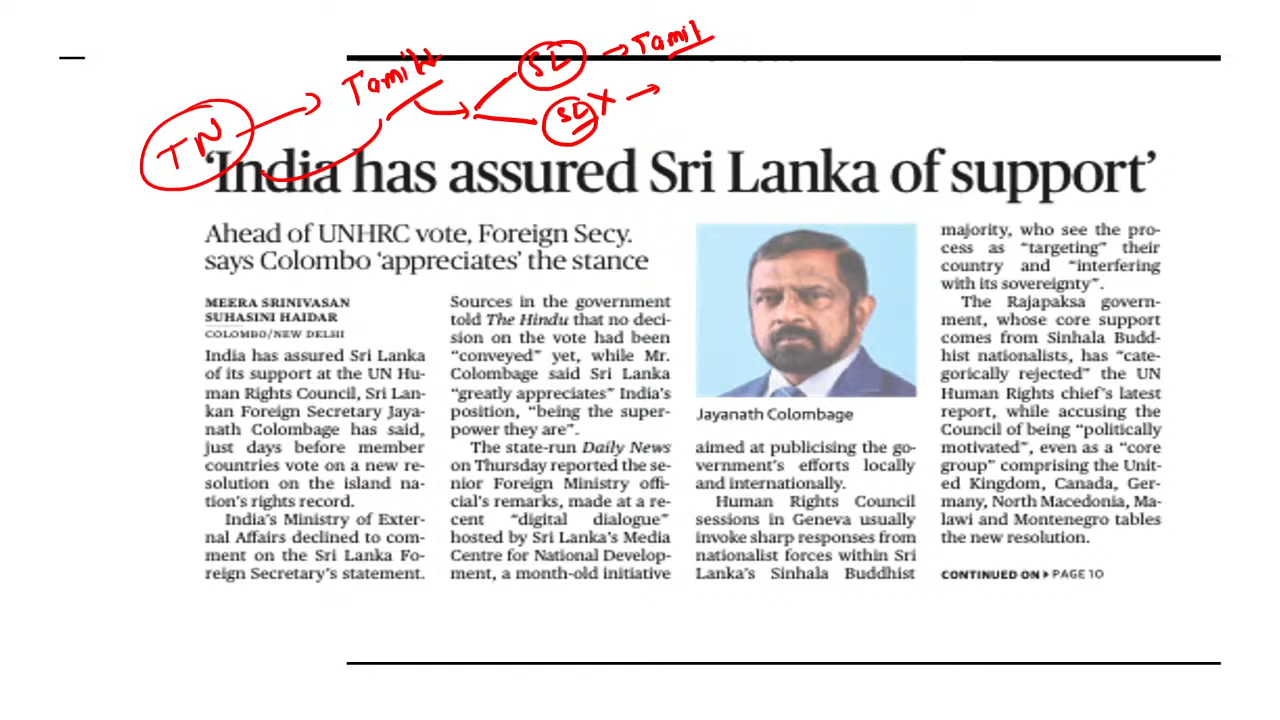 SL → Tamil
TN → Tamil
SL X →
‘India has assured Sri Lanka of support’
Ahead of UNHRC vote, Foreign Secy.
says Colombo ‘appreciates’ the stance
MEERA SRINIVASAN
SUHASINI HAIDAR
COLOMBO/NEW DELHI
India has assured Sri Lanka
of its support at the UN Hu-
man Rights Council, Sri Lan-
kan Foreign Secretary Jaya-
nath Colombage has said,
just days before member
countries vote on a new re-
solution on the island na-
tion’s rights record.
India’s Ministry of Exter-
nal Affairs declined to com-
ment on the Sri Lanka Fo-
reign Secretary’s statement.
Sources in the government
told The Hindu that no deci-
sion on the vote had been
“conveyed” yet, while Mr.
Colombage said Sri Lanka
“greatly appreciates” India’s
position, “being the super-
power they are”.
The state-run Daily News
on Thursday reported the se-
nior Foreign Ministry offi-
cial’s remarks, made at a re-
cent “digital dialogue”
hosted by Sri Lanka’s Media
Centre for National Develop-
ment, a month-old initiative
Jayanath Colombage
aimed at publicising the go-
vernment’s efforts locally
and internationally.
Human Rights Council
sessions in Geneva usually
invoke sharp responses from
nationalist forces within Sri
Lanka’s Sinhala Buddhist
majority, who see the pro-
cess as “targeting” their
country and “interfering
with its sovereignty”.
The Rajapaksa govern-
ment, whose core support
comes from Sinhala Budd-
hist nationalists, has “cate-
gorically rejected” the UN
Human Rights chief’s latest
report, while accusing the
Council of being “politically
motivated”, even as a “core
group” comprising the Unit-
ed Kingdom, Canada, Ger-
many, North Macedonia, Ma-
lawi and Montenegro tables
the new resolution.
CONTINUED ON ▸ PAGE 10